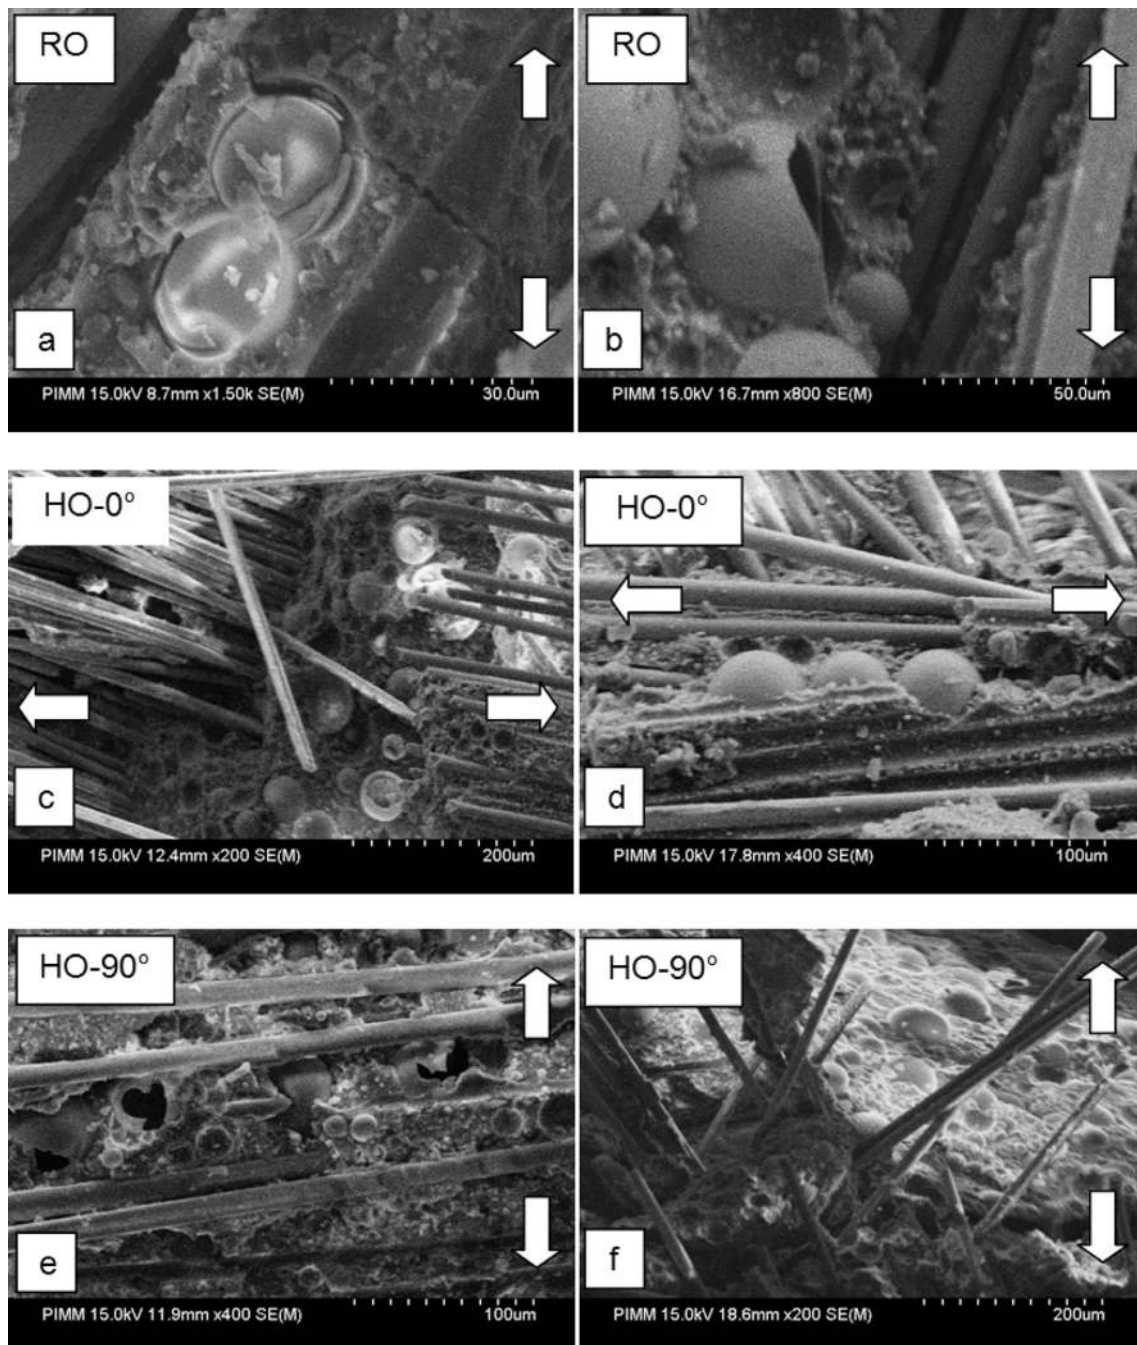 RO
a
PIMM 15.0kV 8.7mm x1.50k SE(M) 30.0um
RO
b
PIMM 15.0kV 16.7mm x800 SE(M) 50.0um
HO-0°
c
PIMM 15.0kV 12.4mm x200 SE(M) 200um
HO-0°
d
PIMM 15.0kV 17.8mm x400 SE(M) 100um
HO-90°
e
PIMM 15.0kV 11.9mm x400 SE(M) 100um
HO-90°
f
PIMM 15.0kV 18.6mm x200 SE(M) 200um